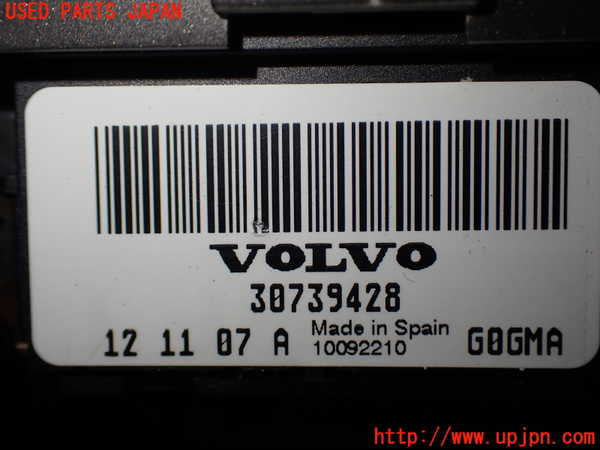 USED PARTS JAPAN
VOLVO
30739428
12 11 07 A
Made in Spain
10092210
G0GMA
http://www.upjpn.com